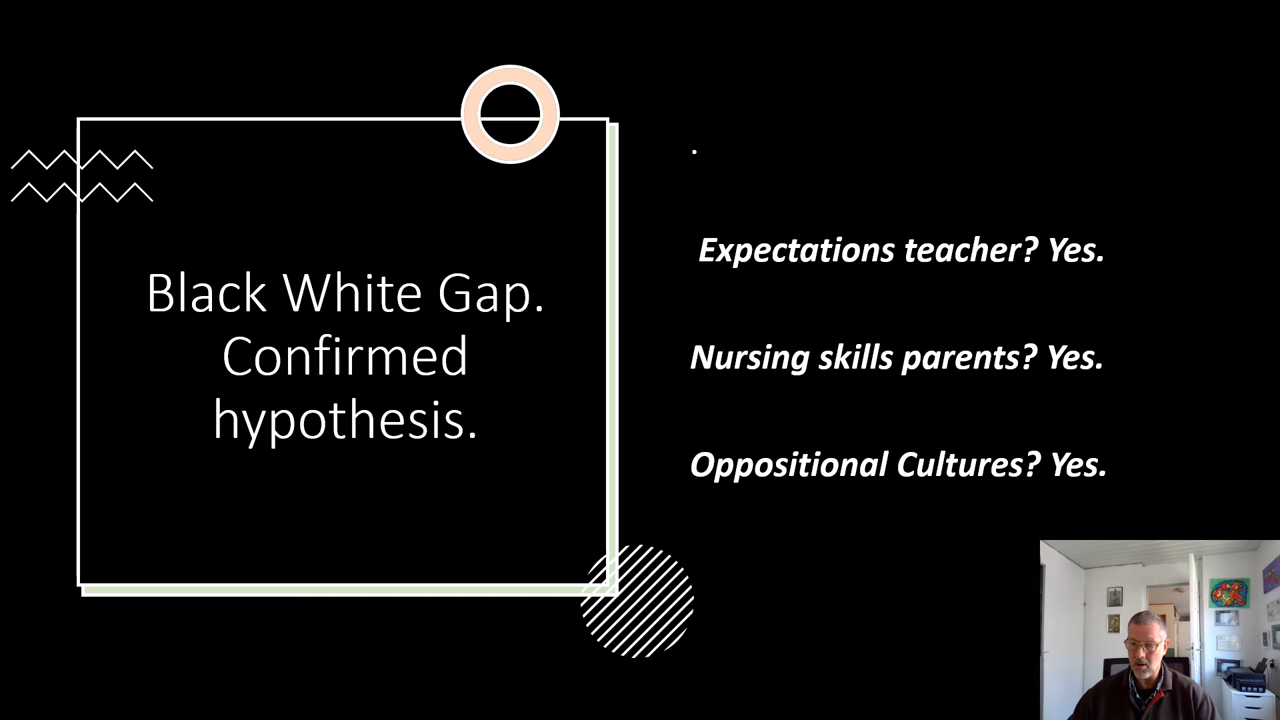 Black White Gap.
Confirmed
hypothesis.
.
Expectations teacher? Yes.
Nursing skills parents? Yes.
Oppositional Cultures? Yes.